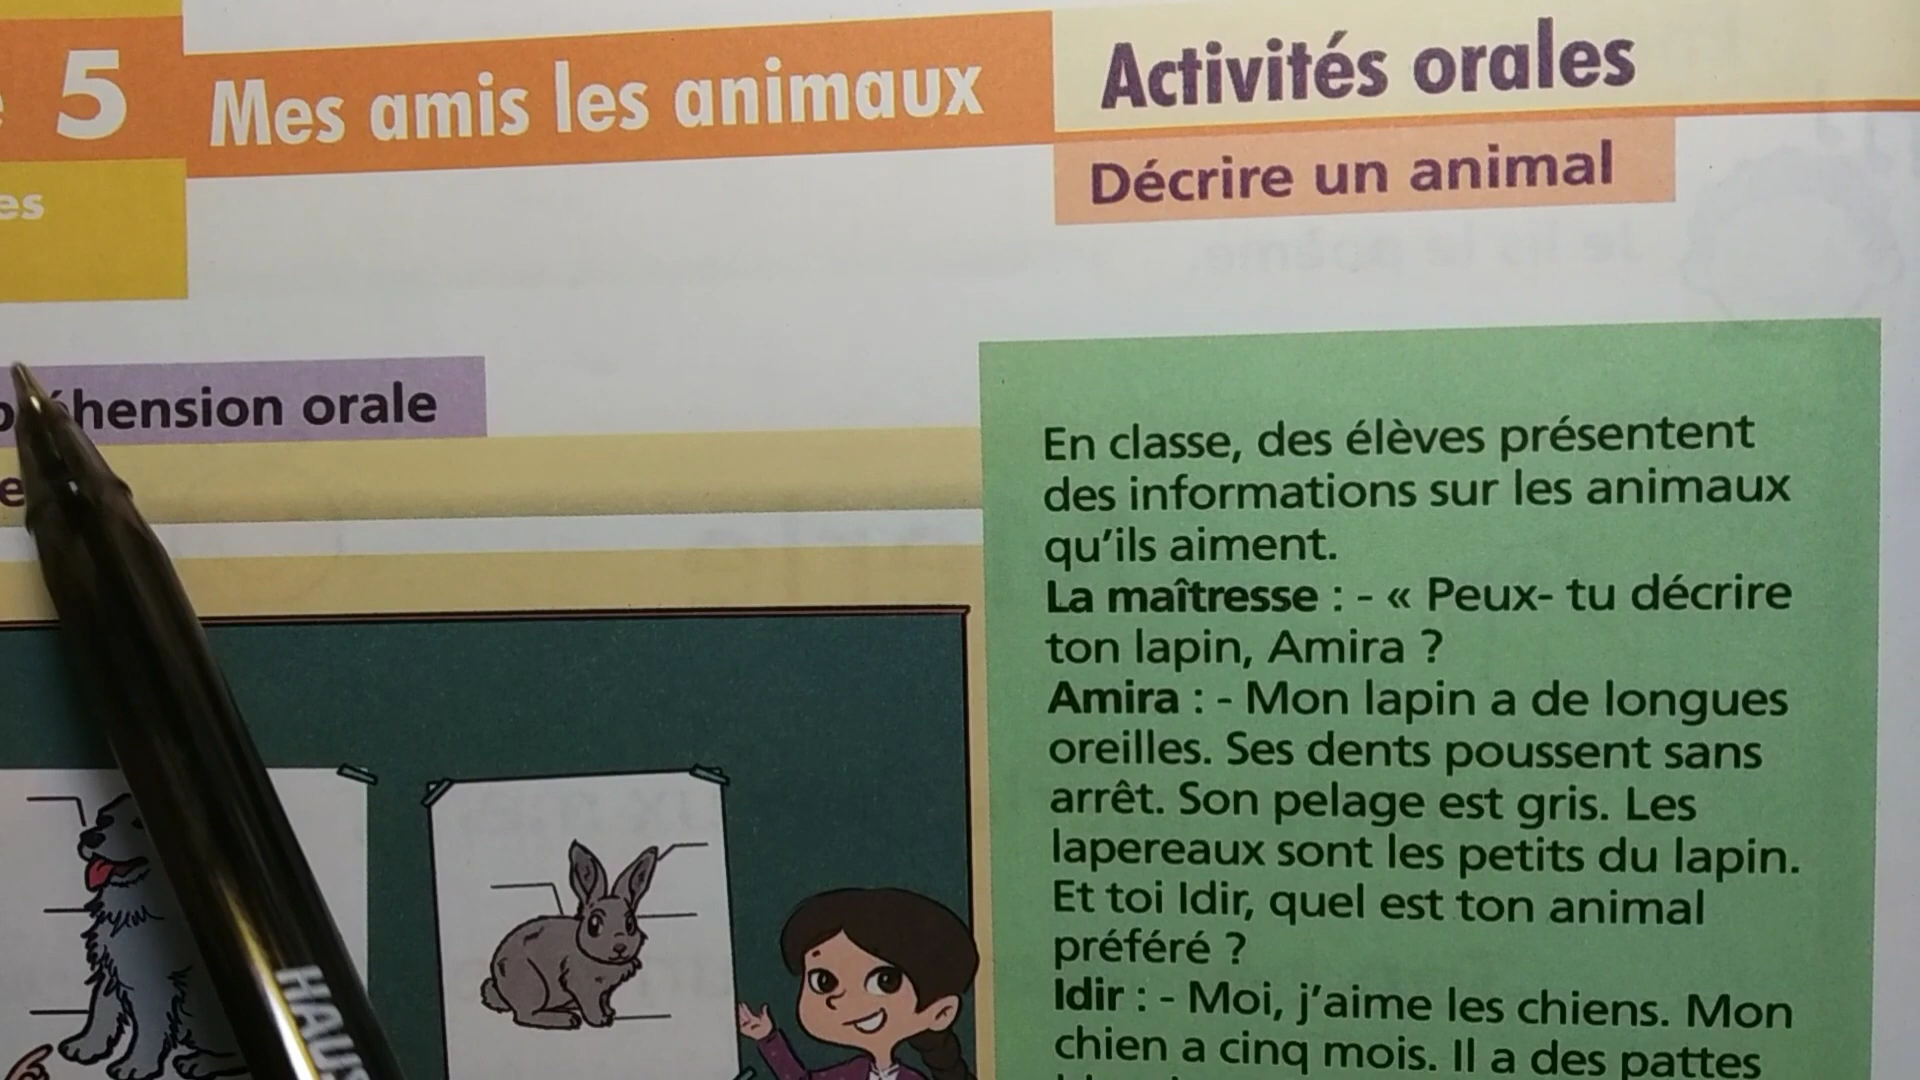 5 Mes amis les animaux
Activités orales
Décrire un animal
es
hension orale
En classe, des élèves présentent
des informations sur les animaux
qu'ils aiment.
La maîtresse : - « Peux- tu décrire
ton lapin, Amira ?
Amira : - Mon lapin a de longues
oreilles. Ses dents poussent sans
arrêt. Son pelage est gris. Les
lapereaux sont les petits du lapin.
Et toi Idir, quel est ton animal
préféré ?
Idir : - Moi, j'aime les chiens. Mon
chien a cinq mois. Il a des pattes
HAUS